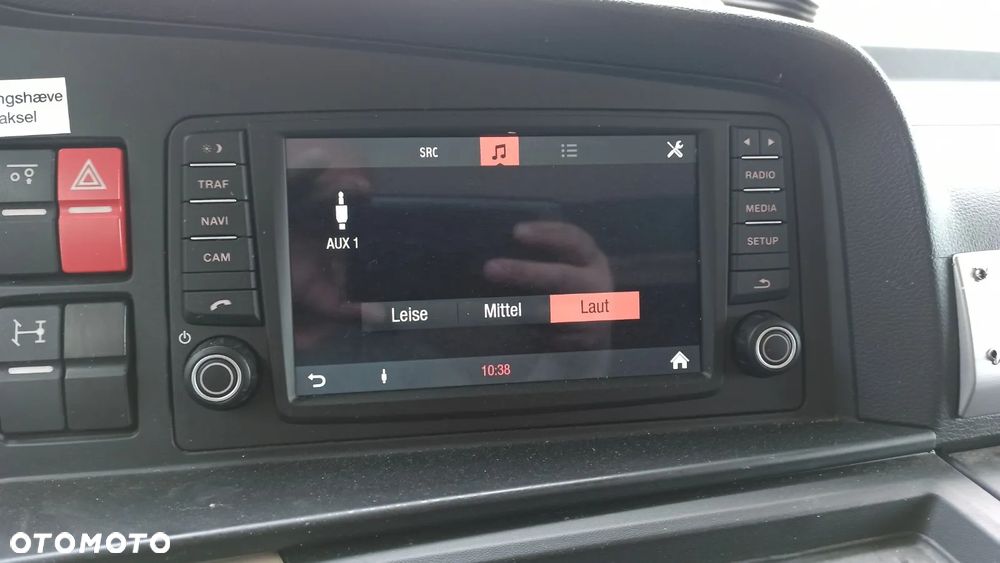 ngshæve
aksel
TRAF
NAVI
CAM
SRC
AUX 1
Leise Mittel Laut
10:38
RADIO
MEDIA
SETUP
OTOMOTO